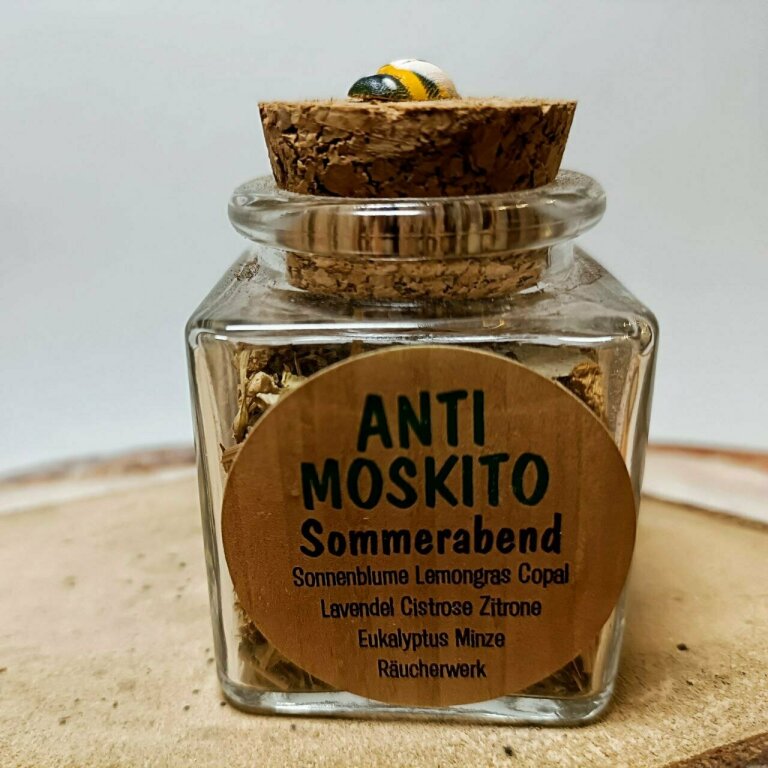 ANTI
MOSKITO
Sommerabend
Sonnenblume Lemongras Copal
Lavendel Cistrose Zitrone
Eukalyptus Minze
Räucherwerk